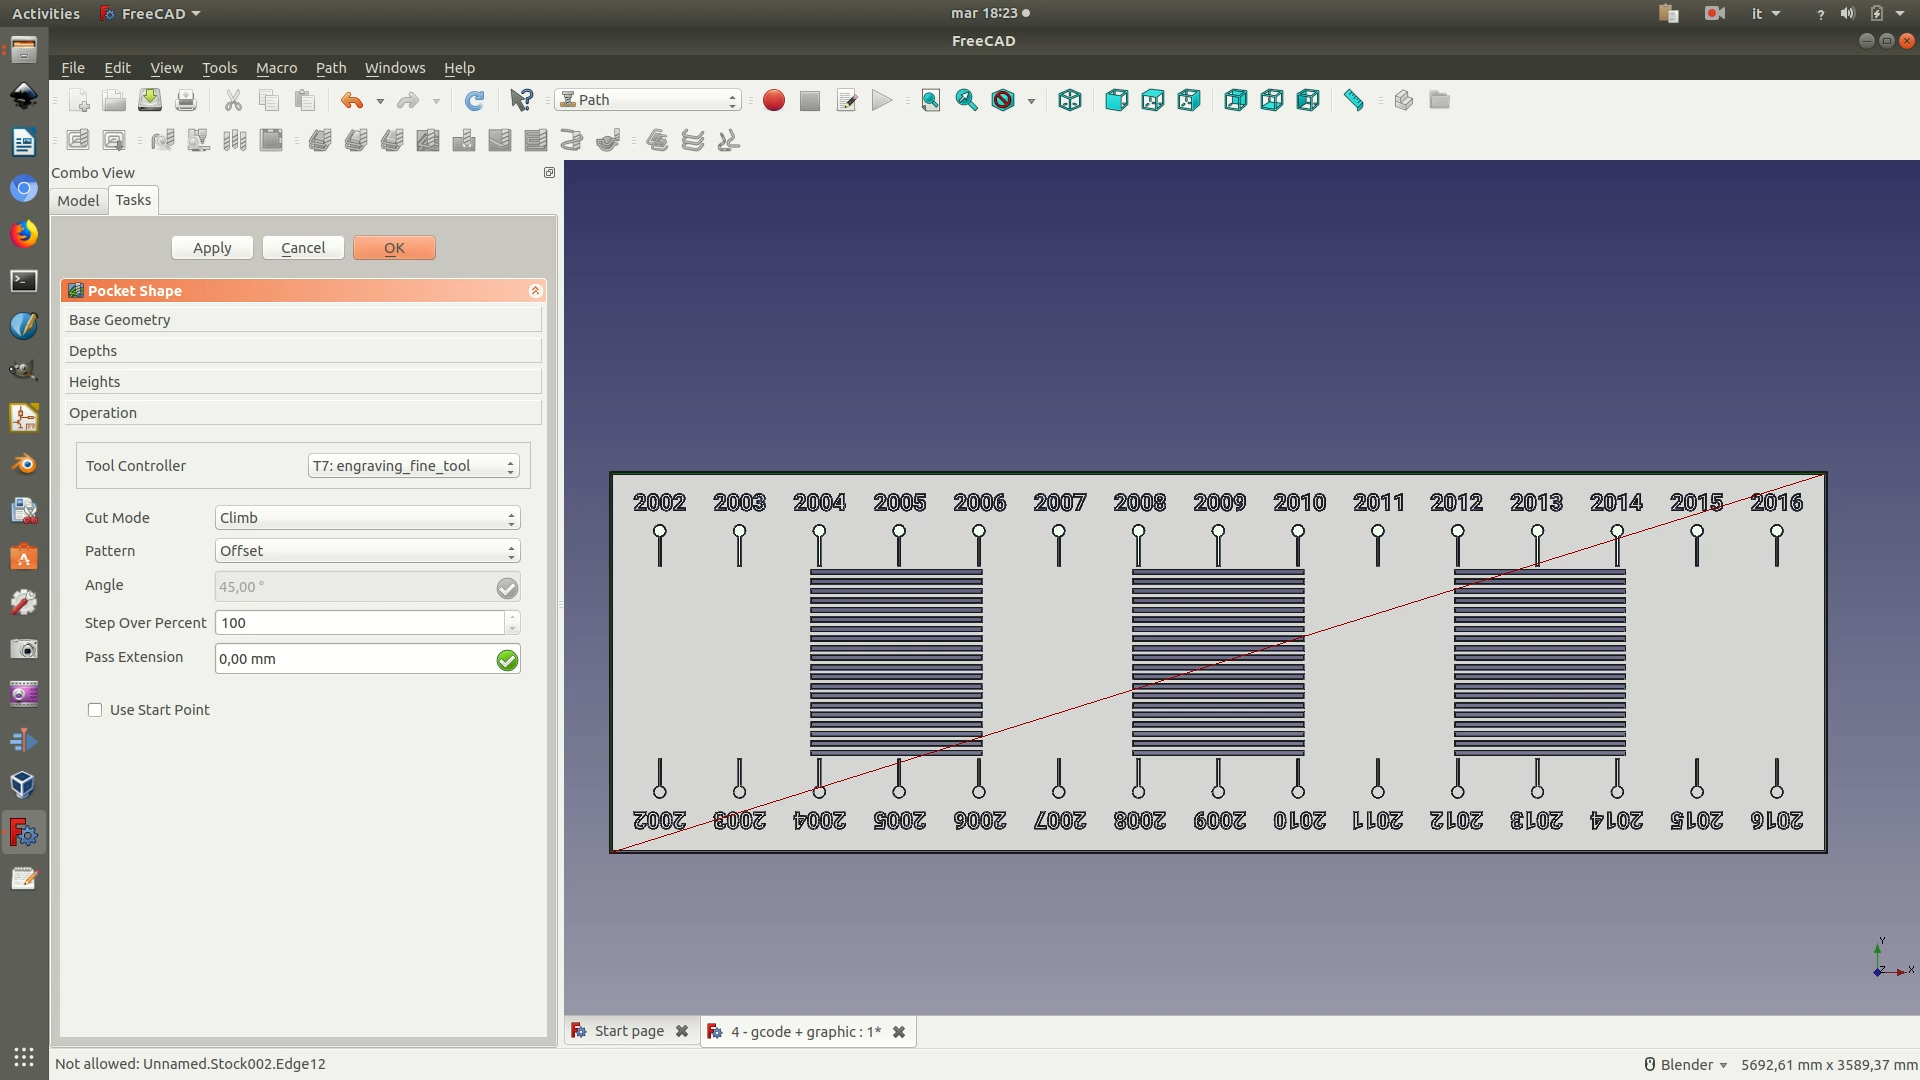 Activities FreeCAD mar 18:23 it ?
FreeCAD
File Edit View Tools Macro Path Windows Help
Path
Combo View
Model Tasks
Apply Cancel OK
Pocket Shape
Base Geometry
Depths
Heights
Operation
Tool Controller T7: engraving_fine_tool
Cut Mode Climb
Pattern Offset
Angle 45,00 °
Step Over Percent 100
Pass Extension 0,00 mm
Use Start Point
2002 2003 2004 2005 2006 2007 2008 2009 2010 2011 2012 2013 2014 2015 2016
2002 2003 2004 2005 2006 2007 2008 2009 2010 2011 2012 2013 2014 2015 2016
Y
Z X
Start page 4 - gcode + graphic : 1*
Not allowed: Unnamed.Stock002.Edge12 Blender 5692,61 mm x 3589,37 mm